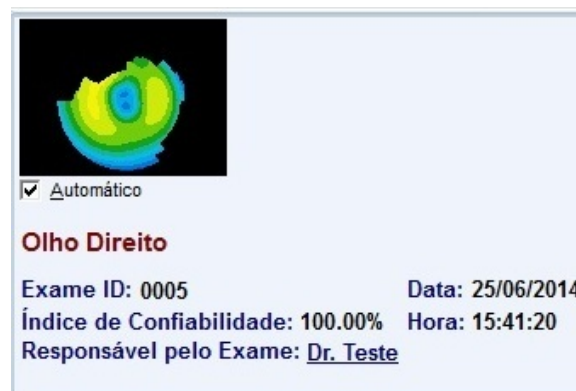 Automático
Olho Direito
Exame ID: 0005 Data: 25/06/2014
Índice de Confiabilidade: 100.00% Hora: 15:41:20
Responsável pelo Exame: Dr. Teste